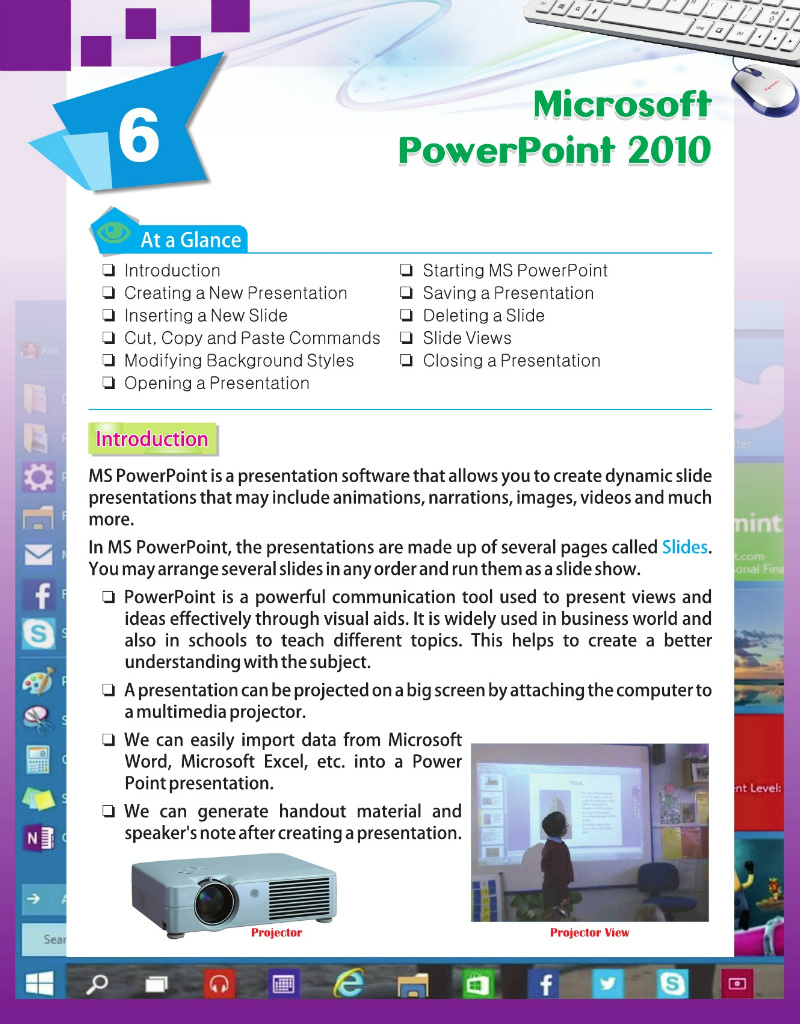 6
Microsoft
PowerPoint 2010
At a Glance
❏ Introduction
❏ Creating a New Presentation
❏ Inserting a New Slide
❏ Cut, Copy and Paste Commands
❏ Modifying Background Styles
❏ Opening a Presentation
❏ Starting MS PowerPoint
❏ Saving a Presentation
❏ Deleting a Slide
❏ Slide Views
❏ Closing a Presentation
Introduction
MS PowerPoint is a presentation software that allows you to create dynamic slide
presentations that may include animations, narrations, images, videos and much
more.
In MS PowerPoint, the presentations are made up of several pages called Slides.
You may arrange several slides in any order and run them as a slide show.
❏ PowerPoint is a powerful communication tool used to present views and
ideas effectively through visual aids. It is widely used in business world and
also in schools to teach different topics. This helps to create a better
understanding with the subject.
❏ A presentation can be projected on a big screen by attaching the computer to
a multimedia projector.
❏ We can easily import data from Microsoft
Word, Microsoft Excel, etc. into a Power
Point presentation.
❏ We can generate handout material and
speaker's note after creating a presentation.
Projector
Projector View
mint
t.com
onal Fina
nt Level:
Sear